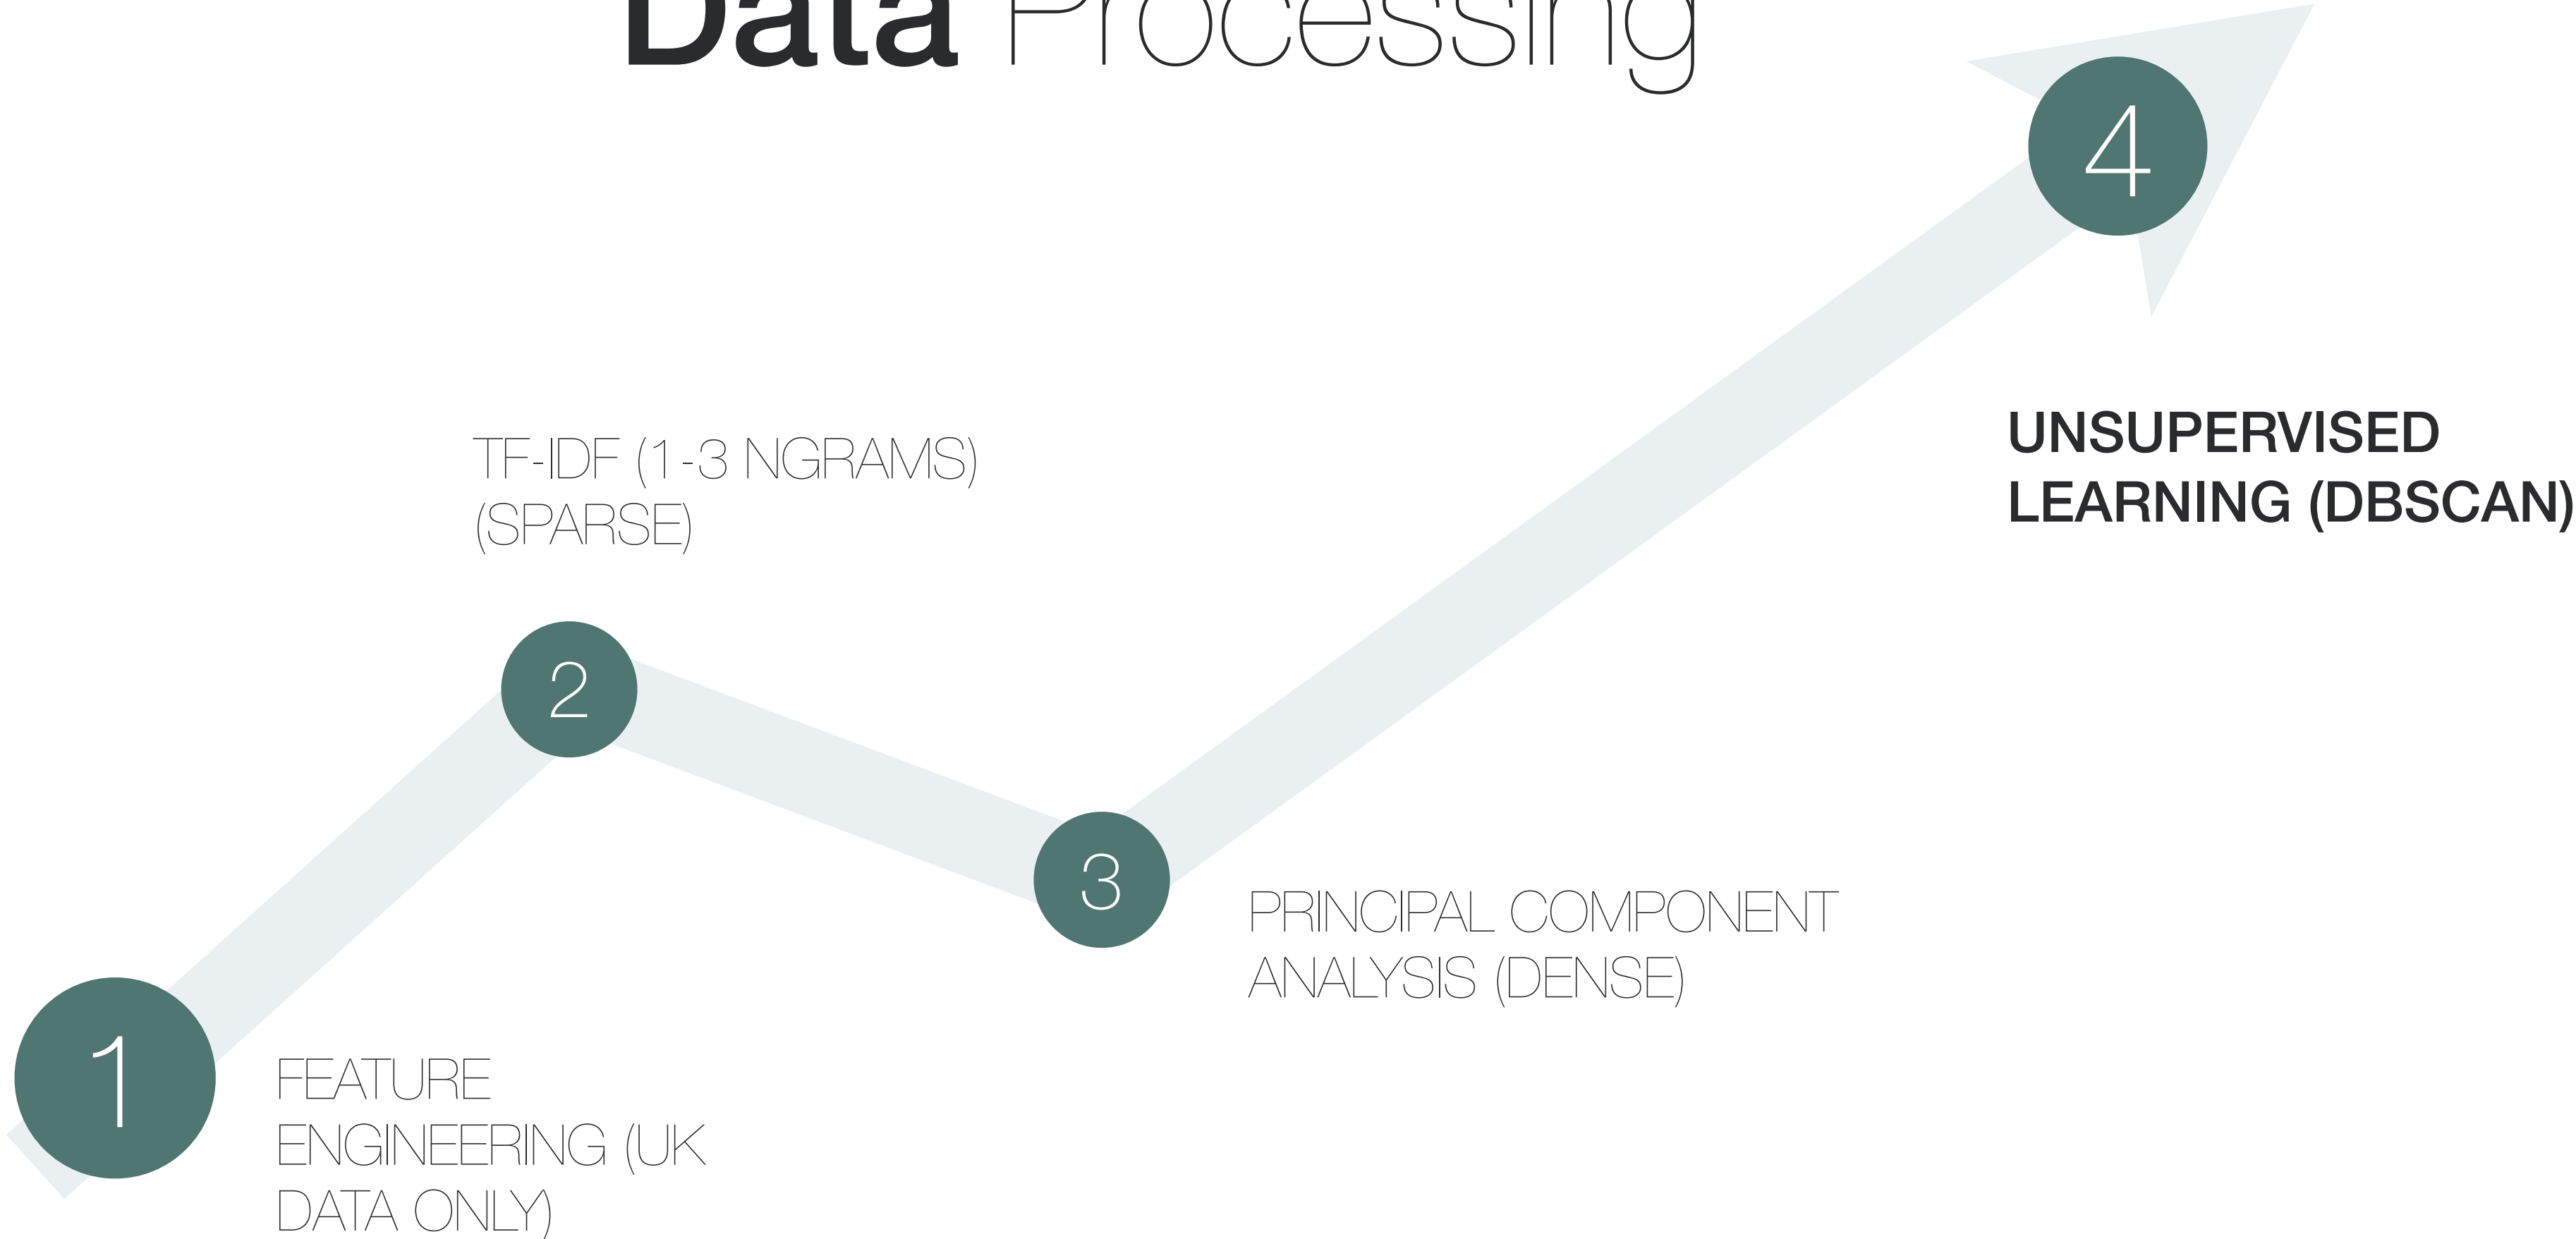 Data Processing
4
UNSUPERVISED
LEARNING (DBSCAN)
TF-IDF (1-3 NGRAMS)
(SPARSE)
2
3
PRINCIPAL COMPONENT
ANALYSIS (DENSE)
1
FEATURE
ENGINEERING (UK
DATA ONLY)